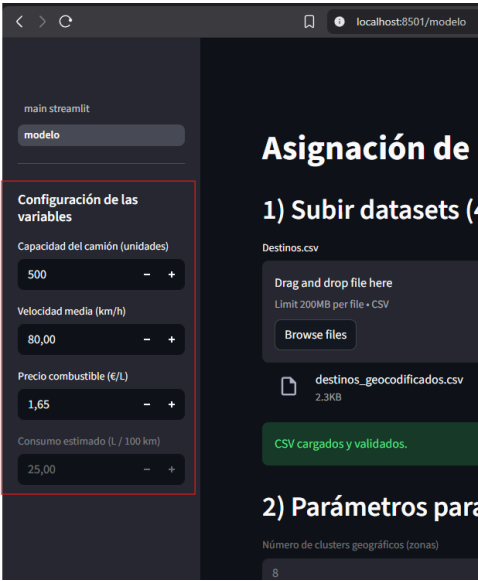 localhost:8501/modelo
main streamlit
modelo
Configuración de las
variables
Capacidad del camión (unidades)
500
Velocidad media (km/h)
80,00
Precio combustible (€/L)
1,65
Consumo estimado (L / 100 km)
25,00
Asignación de
1) Subir datasets (4
Destinos.csv
Drag and drop file here
Limit 200MB per file • CSV
Browse files
destinos_geocodificados.csv
2.3KB
CSV cargados y validados.
2) Parámetros para
Número de clusters geográficos (zonas)
8